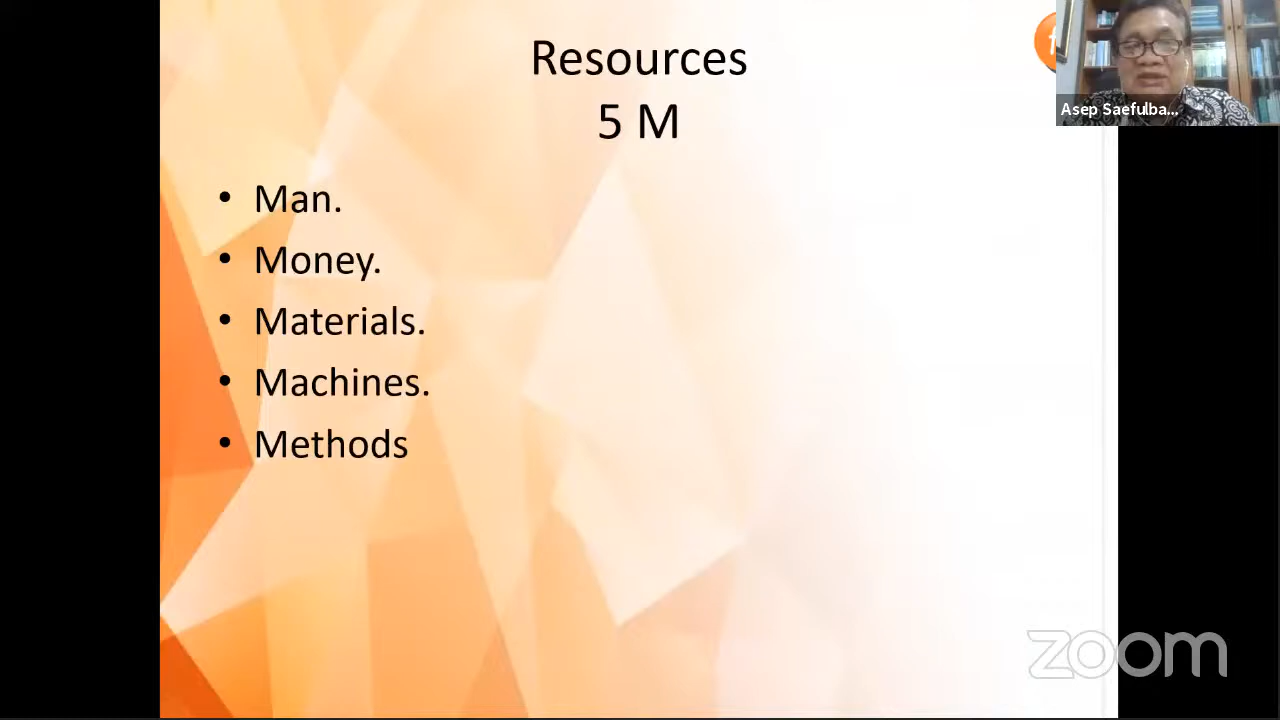 Resources
5 M
• Man.
• Money.
• Materials.
• Machines.
• Methods
Asep Saefulba...
zoom